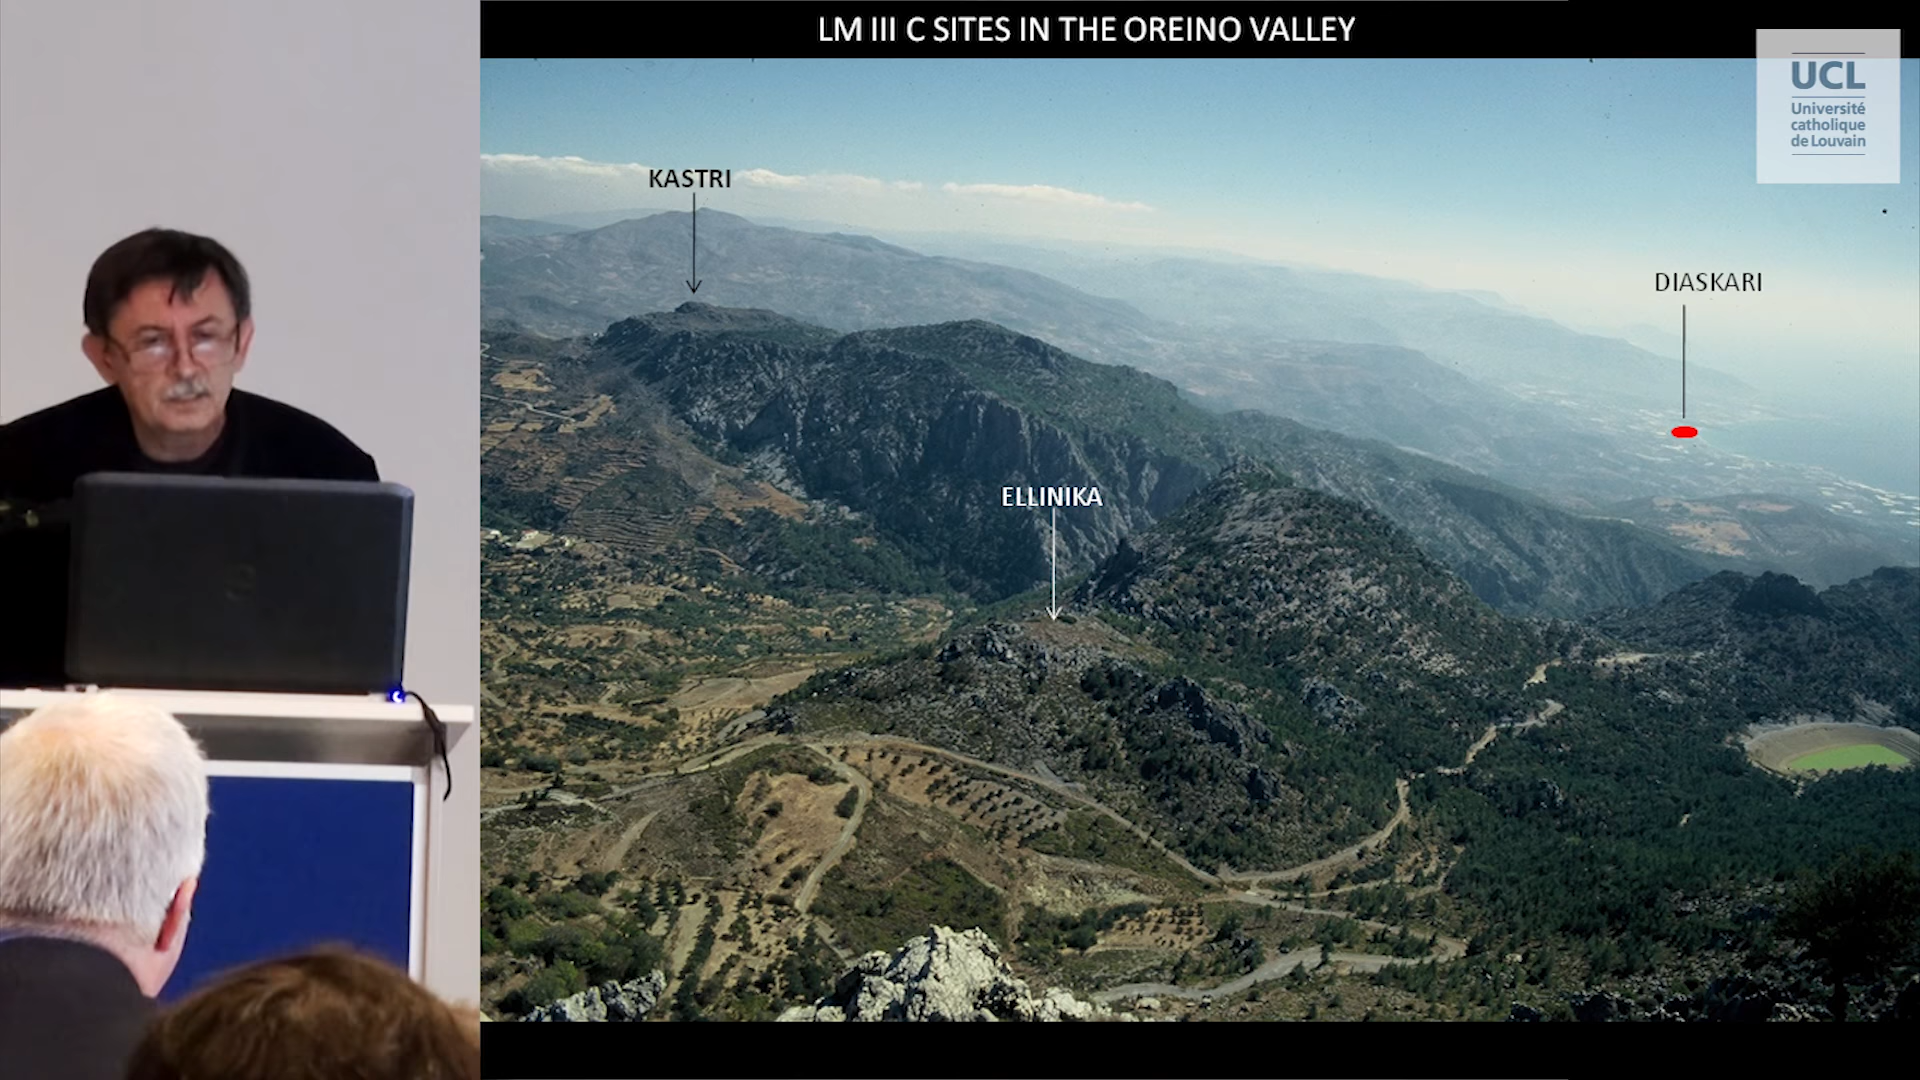 LM III C SITES IN THE OREINO VALLEY
UCL
Université
catholique
de Louvain
KASTRI
DIASKARI
ELLINIKA